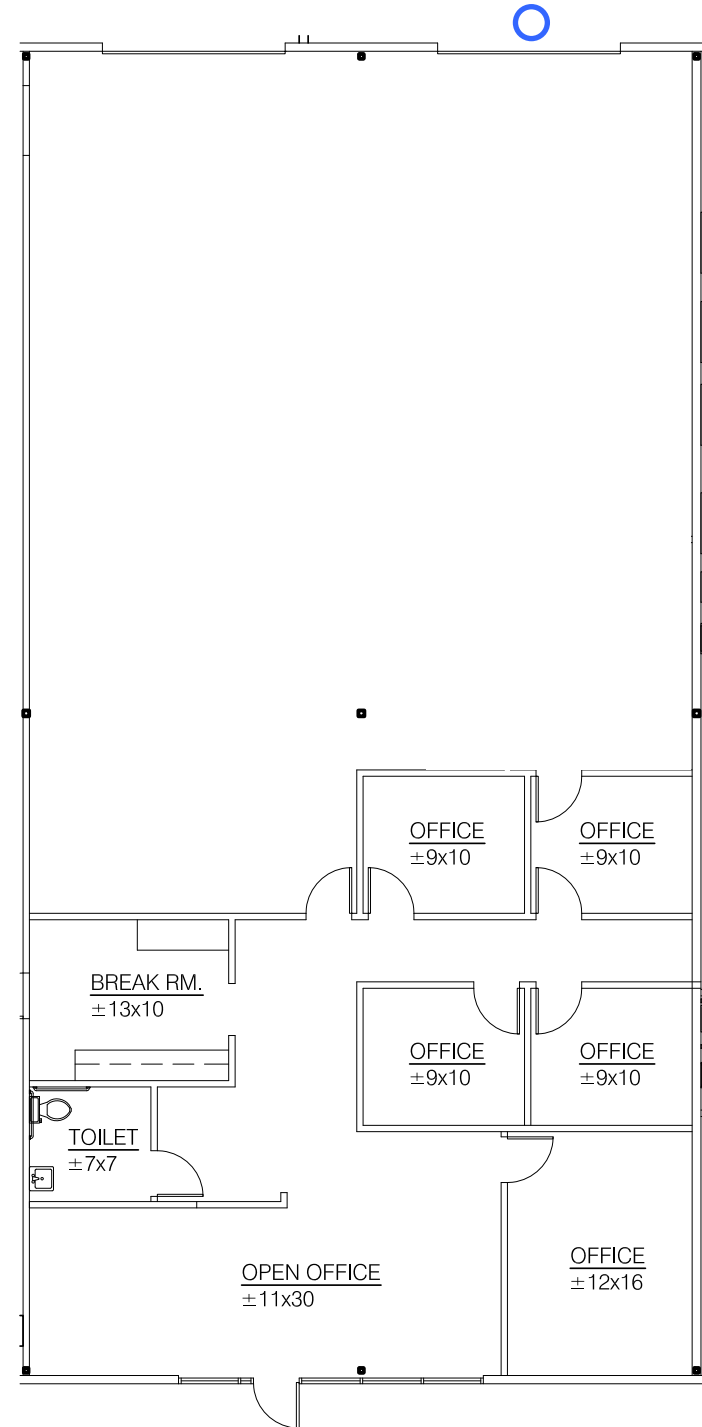 OFFICE
±9x10
OFFICE
±9x10
BREAK RM.
±13x10
OFFICE
±9x10
OFFICE
±9x10
TOILET
±7x7
OPEN OFFICE
±11x30
OFFICE
±12x16